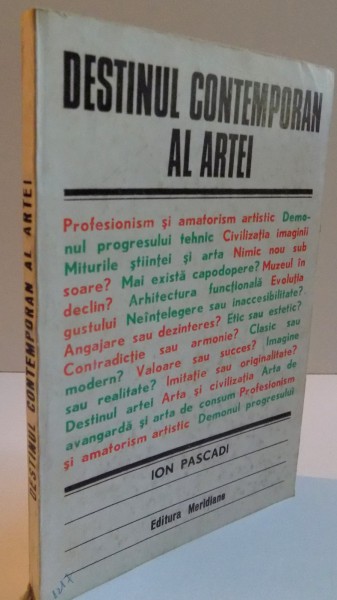 DESTINUL CONTEMPORAN
AL ARTEI
Profesionism și amatorism artistic Demo-
nul progresului tehnic Civilizația imaginii
Miturile științei și arta Nimic nou sub
soare? Mai există capodopere? Muzeul în
declin? Arhitectura funcțională Evoluția
gustului Neînțelegere sau inaccesibilitate?
Angajare sau dezinteres? Etic sau estetic?
Contradicție sau armonie? Clasic sau
modern? Valoare sau succes? Imagine
sau realitate? Imitație sau originalitate?
Destinul artei Arta și civilizația Arta de
avangardă și arta de consum Profesionism
și amatorism artistic Demonul progresului
ION PASCADI
Editura Meridiane
DESTINUL CONTEMPORAN AL ARTEI